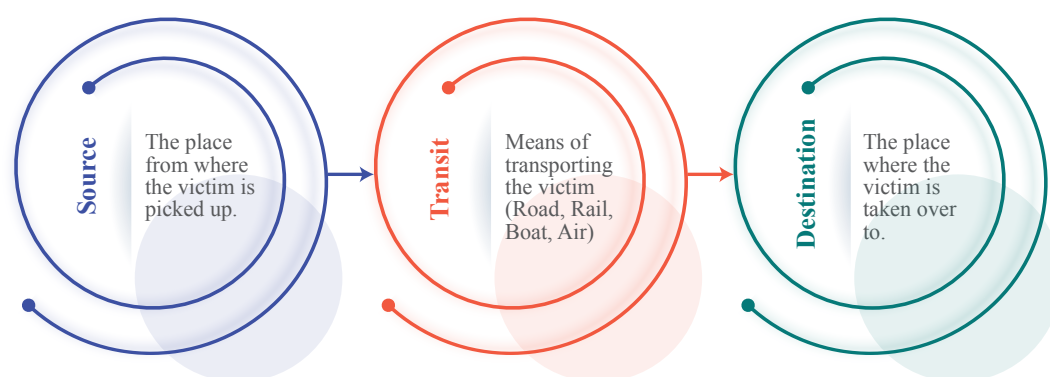 Source
The place
from where
the victim is
picked up.
Transit
Means of
transporting
the victim
(Road, Rail,
Boat, Air)
Destination
The place
where the
victim is
taken over
to.